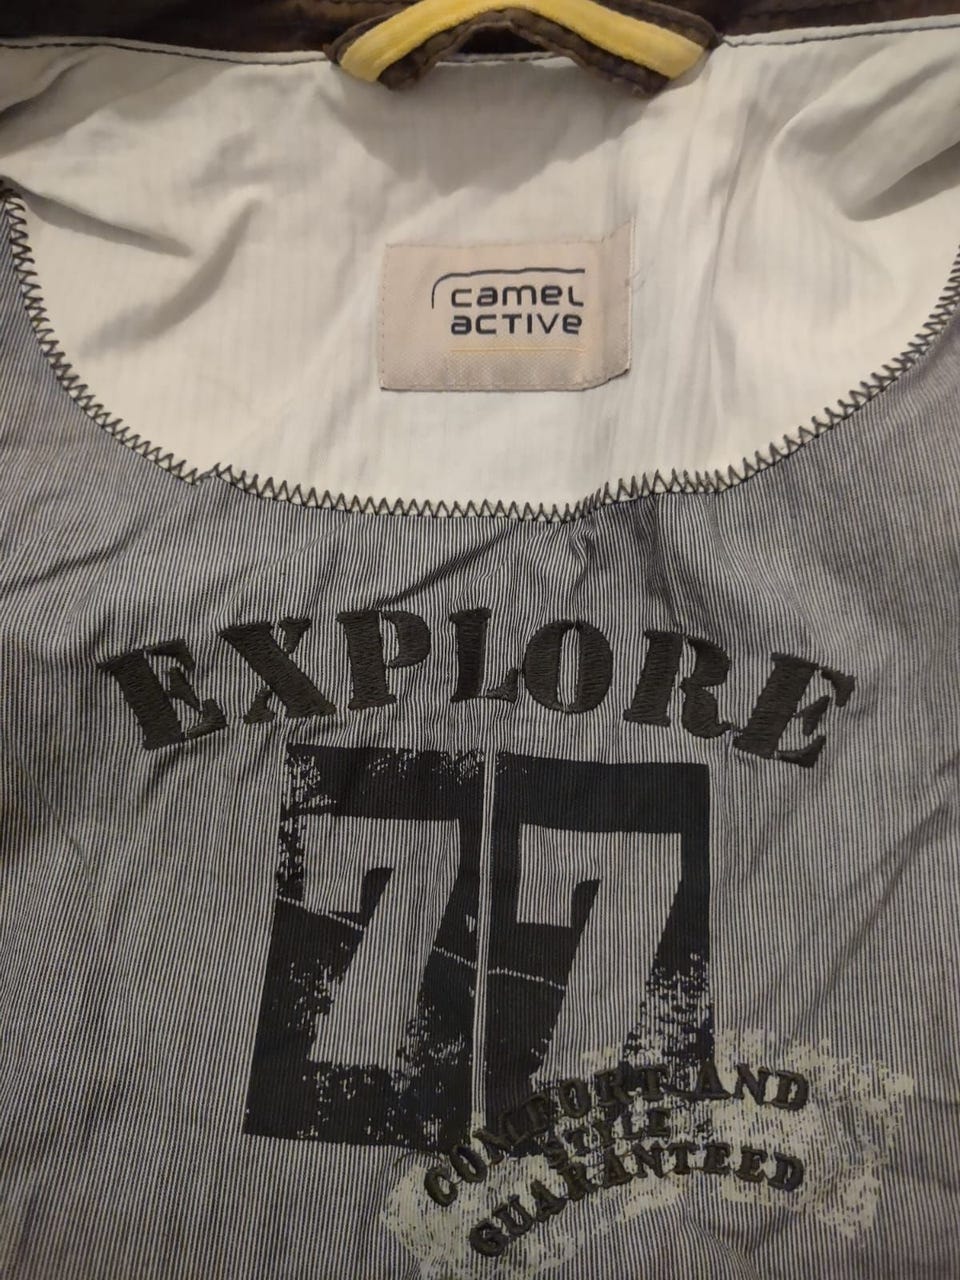 camel
active
EXPLORE
77
COMFORT AND
STYLE
GUARANTEED